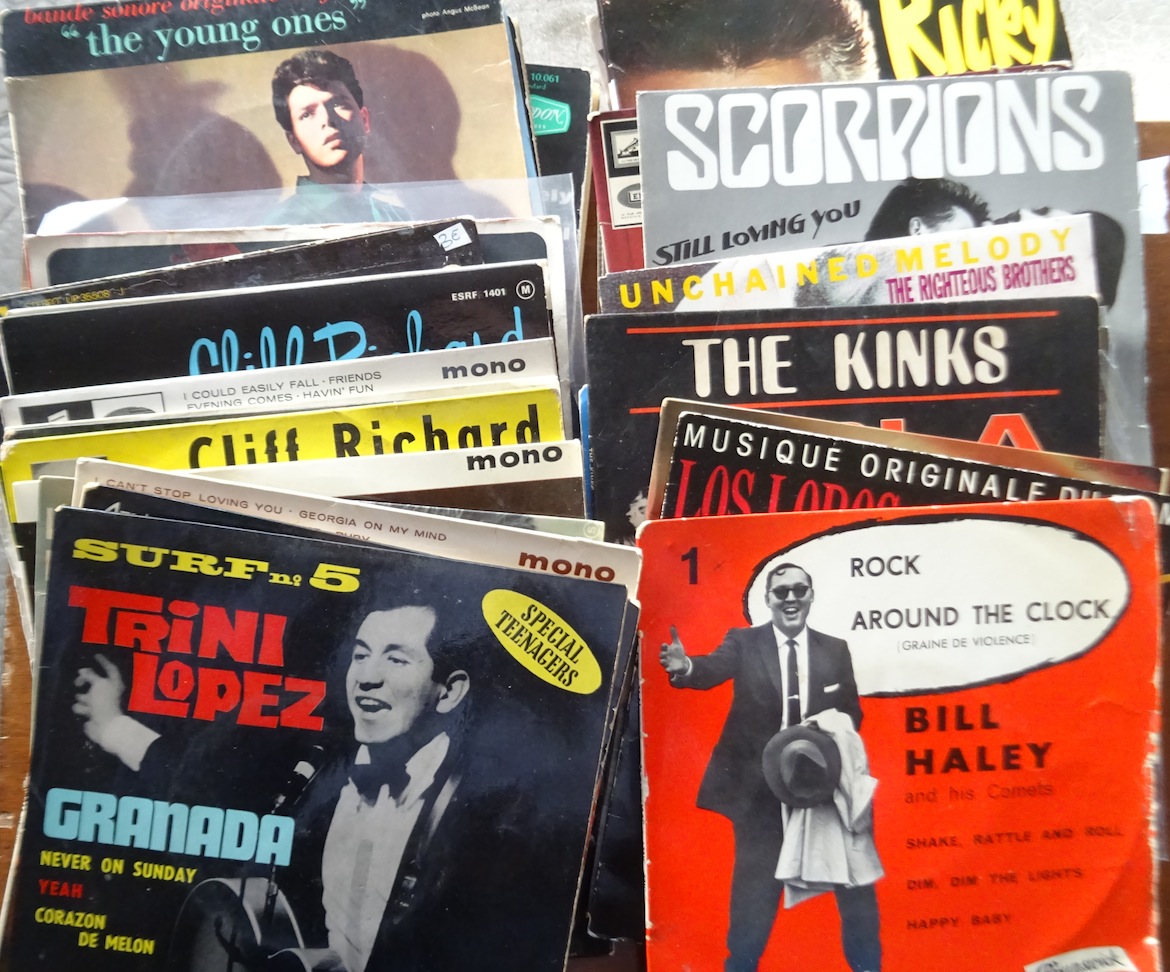 bande sonore originale
"the young ones"
photo Angus McBean
10.061
Ricky
SCORPIONS
STILL LOVING YOU
3€
UNCHAINED MELODY
THE RIGHTEOUS BROTHERS
ESRF 1401 M
Cliff Richard
THE KINKS
mono
I COULD EASILY FALL · FRIENDS
EVENING COMES · HAVIN' FUN
Cliff Richard
mono
MUSIQUE ORIGINALE DU
LOS LOBOS
I CAN'T STOP LOVING YOU · GEORGIA ON MY MIND
mono
SURF nº 5
TRINI
LOPEZ
SPECIAL
TEENAGERS
GRANADA
NEVER ON SUNDAY
YEAH
CORAZON
DE MELON
1
ROCK
AROUND THE CLOCK
(GRAINE DE VIOLENCE)
BILL
HALEY
and his Comets
SHAKE, RATTLE AND ROLL
DIM, DIM THE LIGHTS
HAPPY BABY